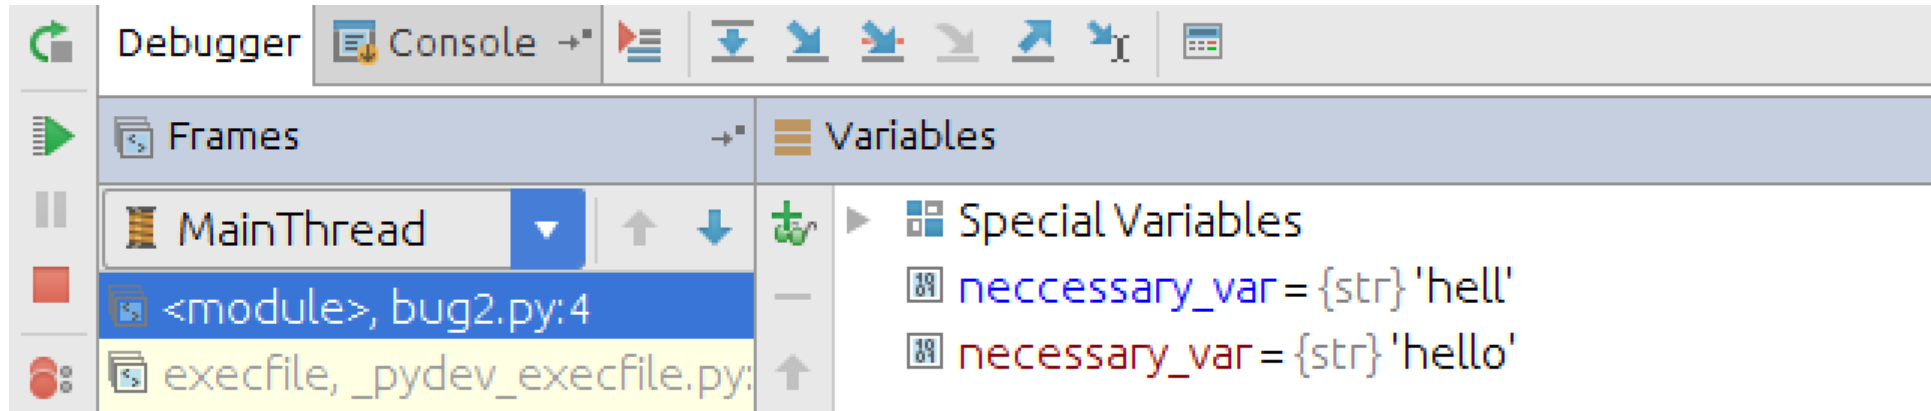 Debugger Console
Frames
Variables
MainThread
Special Variables
<module>, bug2.py:4
neccessary_var = {str} 'hell'
execfile, _pydev_execfile.py:
necessary_var = {str} 'hello'